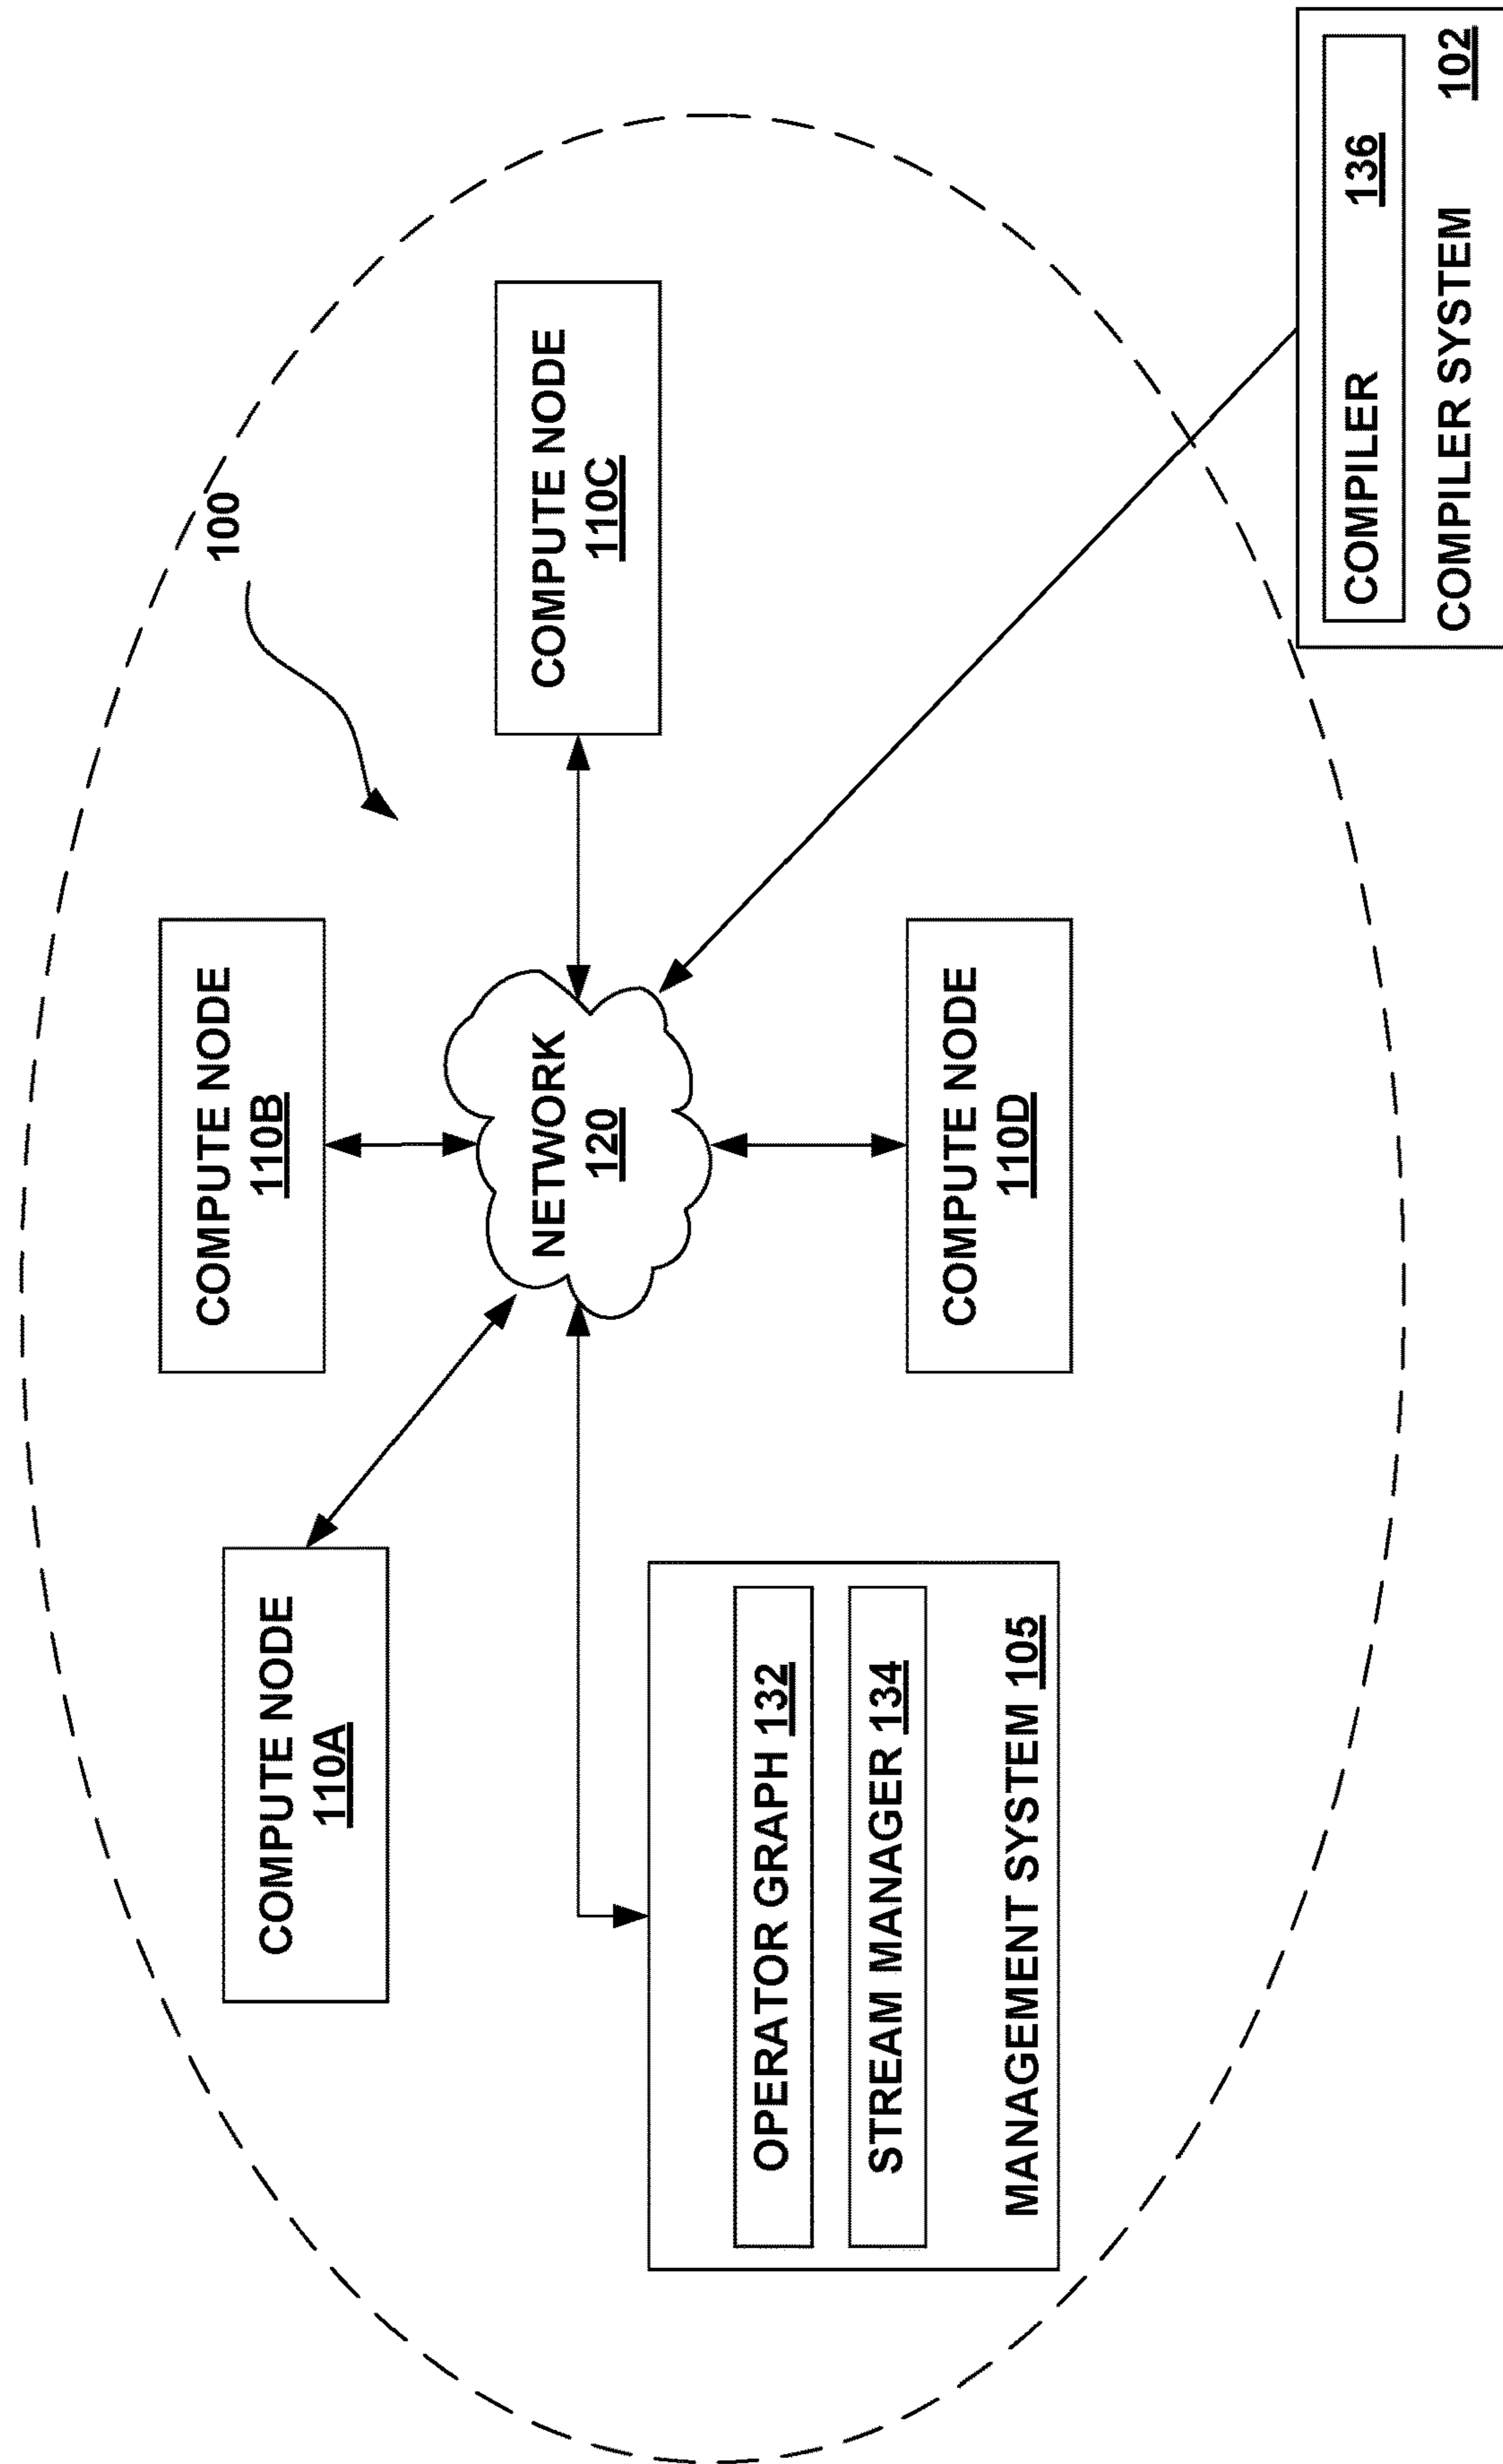 100
COMPUTE NODE
110B
COMPUTE NODE
110A
COMPUTE NODE
110C
NETWORK
120
OPERATOR GRAPH 132
STREAM MANAGER 134
MANAGEMENT SYSTEM 105
COMPUTE NODE
110D
COMPILER 136
COMPILER SYSTEM 102